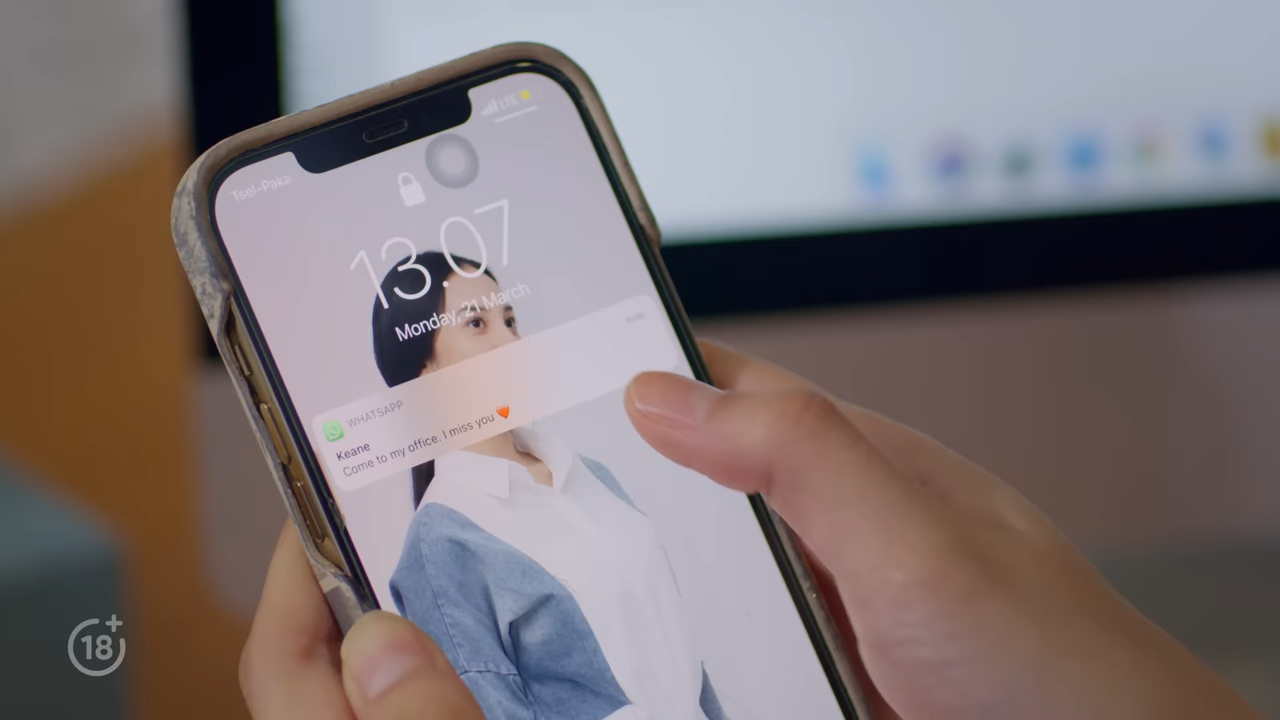 LTE
Tsel-Paka
13.07
Monday, 21 March
WHATSAPP
Keane
Come to my office. I miss you ❤️
18+